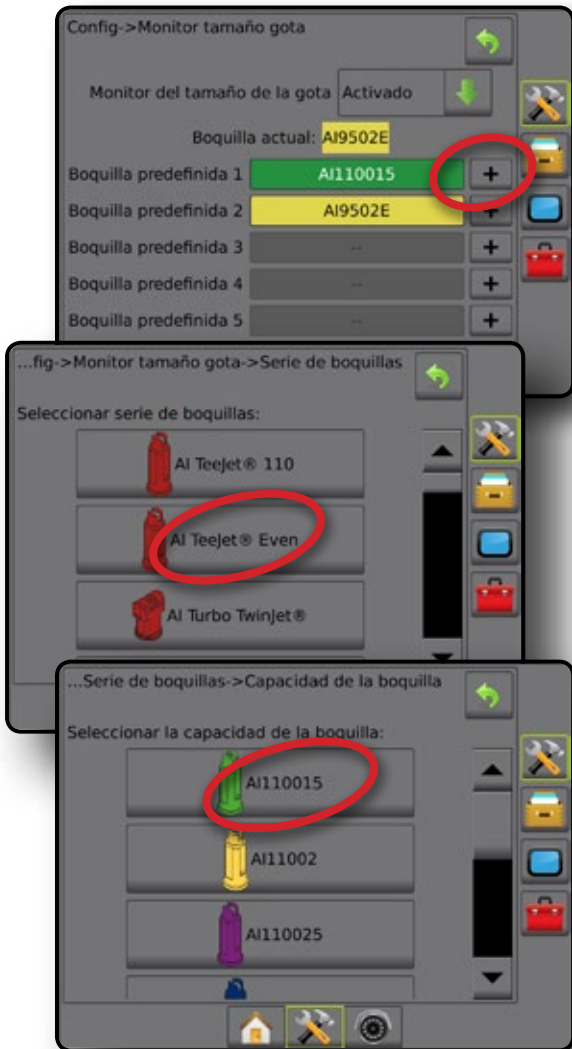 Config->Monitor tamaño gota
Monitor del tamaño de la gota Activado
Boquilla actual: AI9502E
Boquilla predefinida 1 AI110015 +
Boquilla predefinida 2 AI9502E +
Boquilla predefinida 3 -- +
Boquilla predefinida 4 -- +
Boquilla predefinida 5 -- +
...fig->Monitor tamaño gota->Serie de boquillas
Seleccionar serie de boquillas:
AI TeeJet® 110
AI TeeJet® Even
AI Turbo TwinJet®
...Serie de boquillas->Capacidad de la boquilla
Seleccionar la capacidad de la boquilla:
AI110015
AI11002
AI110025